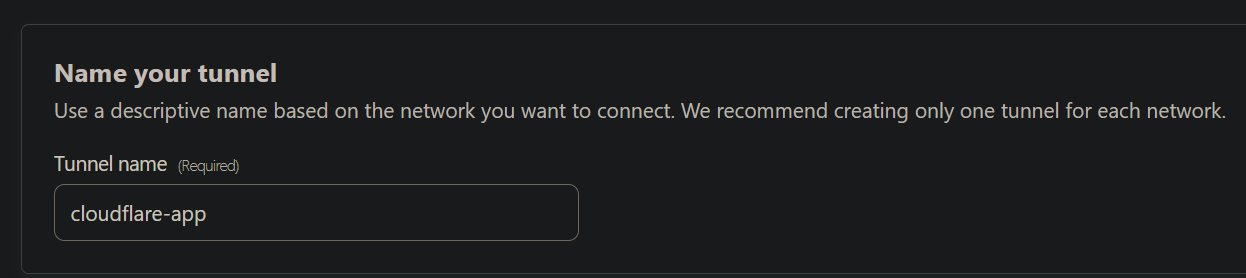 Name your tunnel
Use a descriptive name based on the network you want to connect. We recommend creating only one tunnel for each network.
Tunnel name (Required)
cloudflare-app